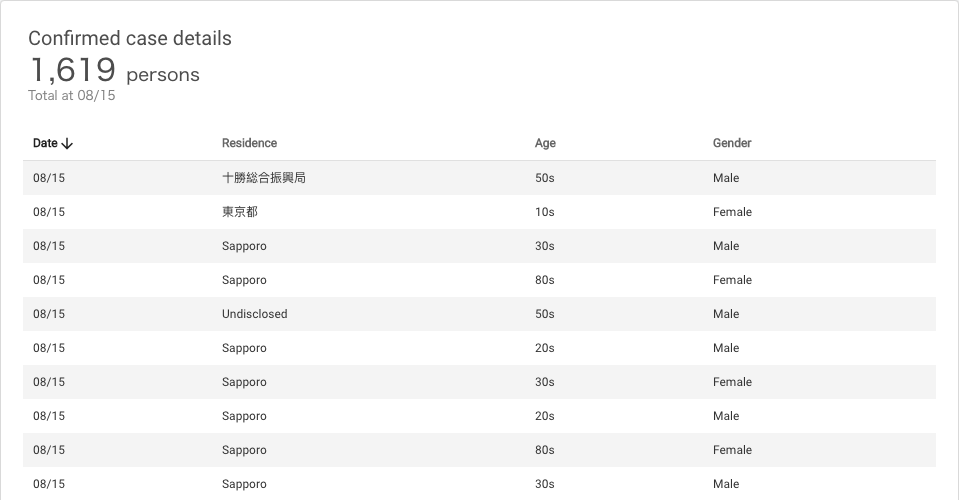 Confirmed case details
1,619 persons
Total at 08/15
Date ↓ Residence Age Gender
08/15 十勝総合振興局 50s Male
08/15 東京都 10s Female
08/15 Sapporo 30s Male
08/15 Sapporo 80s Female
08/15 Undisclosed 50s Male
08/15 Sapporo 20s Male
08/15 Sapporo 30s Female
08/15 Sapporo 20s Male
08/15 Sapporo 80s Female
08/15 Sapporo 30s Male